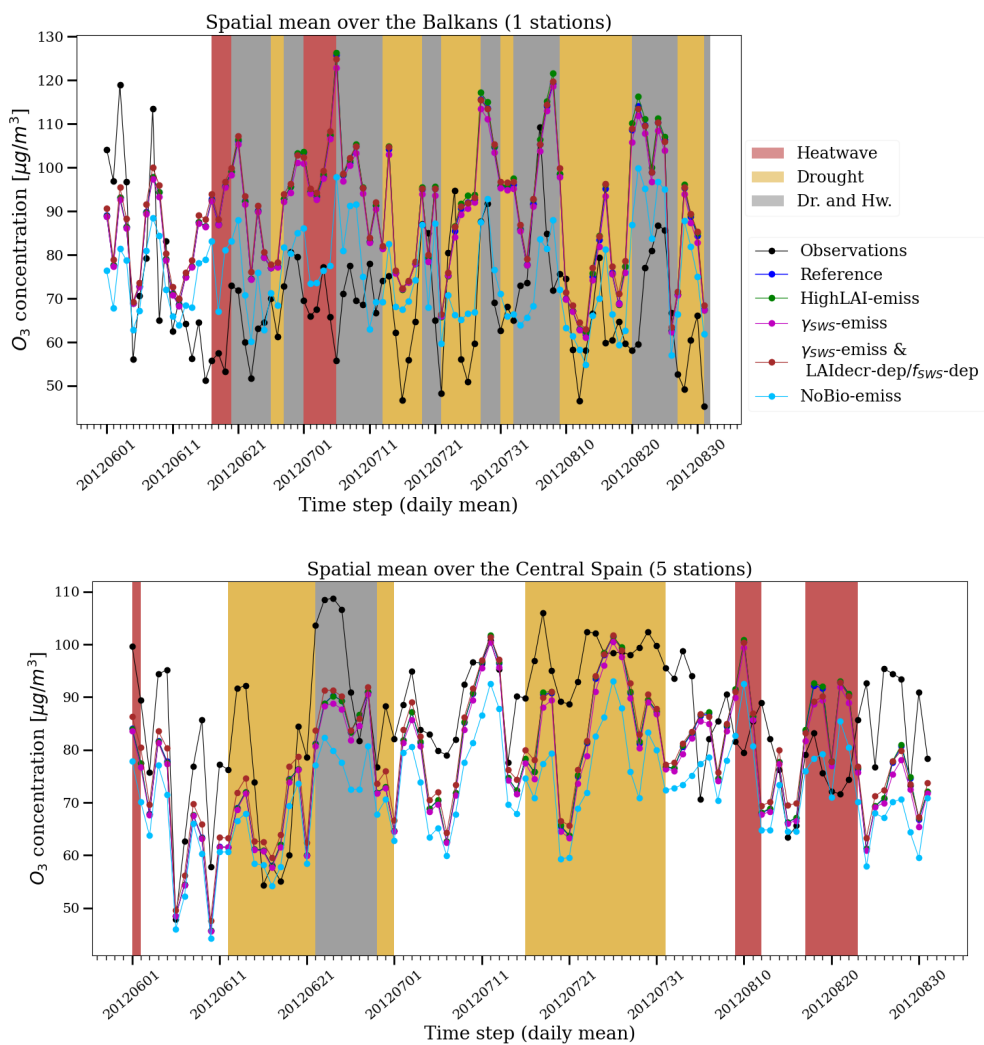 Spatial mean over the Balkans (1 stations)
O3 concentration [µg/m³]
130
120
110
100
90
80
70
60
50
20120601
20120611
20120621
20120701
20120711
20120721
20120731
20120810
20120820
20120830
Time step (daily mean)
Heatwave
Drought
Dr. and Hw.
Observations
Reference
HighLAI-emiss
γSWS-emiss
γSWS-emiss &
LAIdecr-dep/fSWS-dep
NoBio-emiss
Spatial mean over the Central Spain (5 stations)
O3 concentration [µg/m³]
110
100
90
80
70
60
50
20120601
20120611
20120621
20120701
20120711
20120721
20120731
20120810
20120820
20120830
Time step (daily mean)